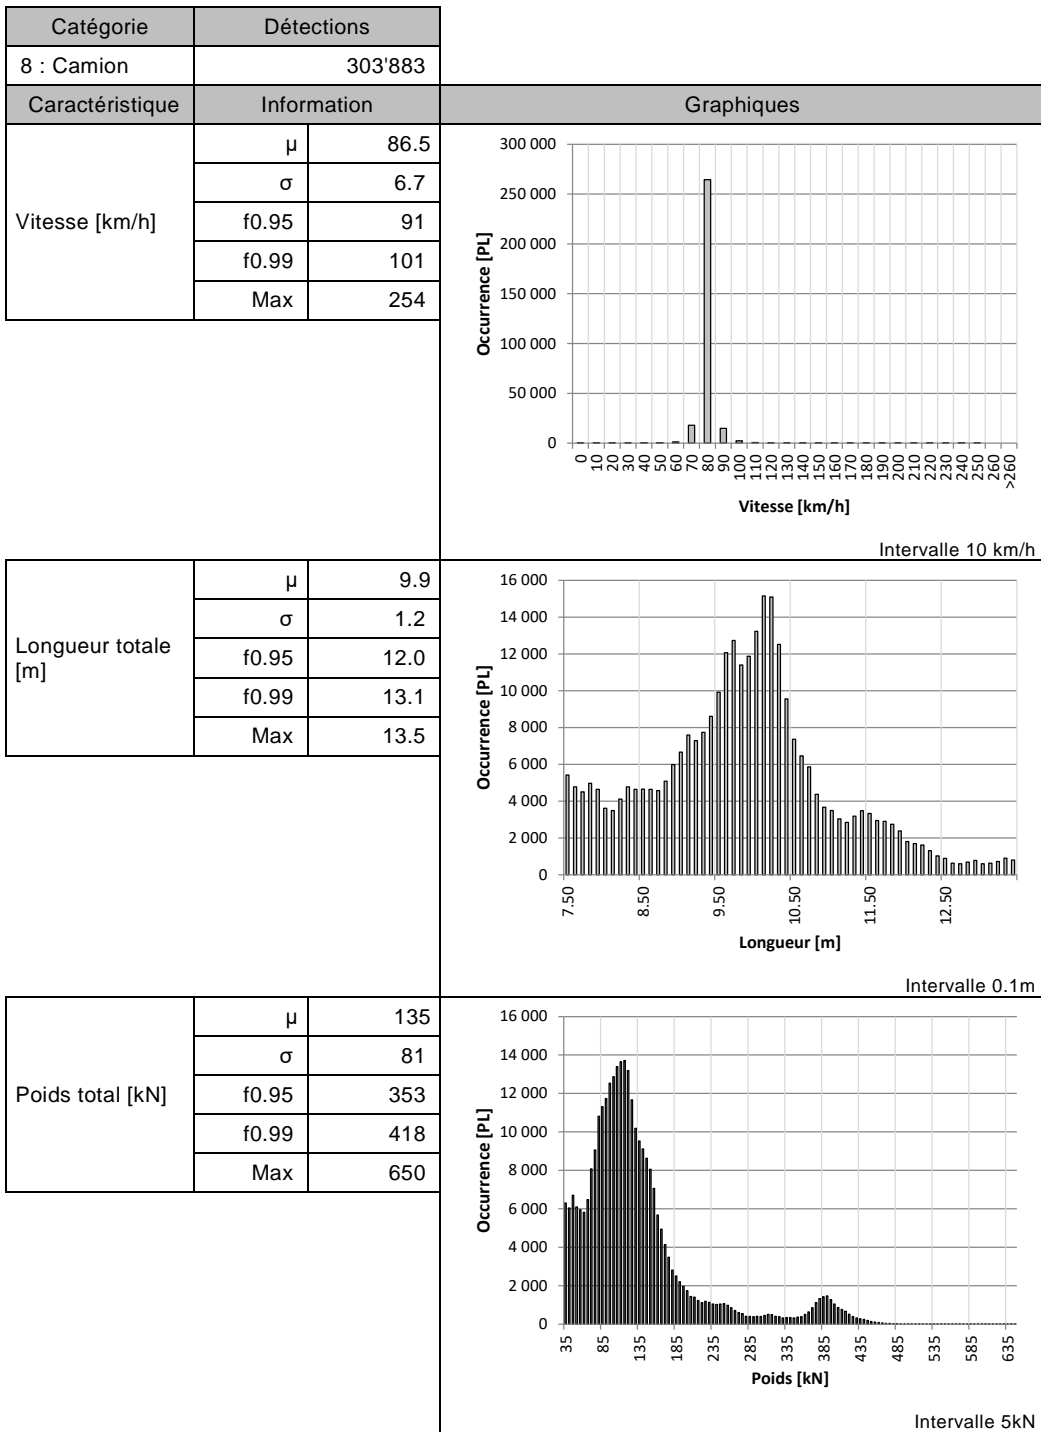 Catégorie Détections
8 : Camion 303'883
Caractéristique Information Graphiques
Vitesse [km/h]
µ 86.5
σ 6.7
f0.95 91
f0.99 101
Max 254
300 000
250 000
200 000
150 000
100 000
50 000
0
Occurrence [PL]
0 10 20 30 40 50 60 70 80 90 100 110 120 130 140 150 160 170 180 190 200 210 220 230 240 250 260 >260
Vitesse [km/h]
Intervalle 10 km/h
Longueur totale
[m]
µ 9.9
σ 1.2
f0.95 12.0
f0.99 13.1
Max 13.5
16 000
14 000
12 000
10 000
8 000
6 000
4 000
2 000
0
Occurrence [PL]
7.50 8.50 9.50 10.50 11.50 12.50
Longueur [m]
Intervalle 0.1m
Poids total [kN]
µ 135
σ 81
f0.95 353
f0.99 418
Max 650
16 000
14 000
12 000
10 000
8 000
6 000
4 000
2 000
0
Occurrence [PL]
35 85 135 185 235 285 335 385 435 485 535 585 635
Poids [kN]
Intervalle 5kN